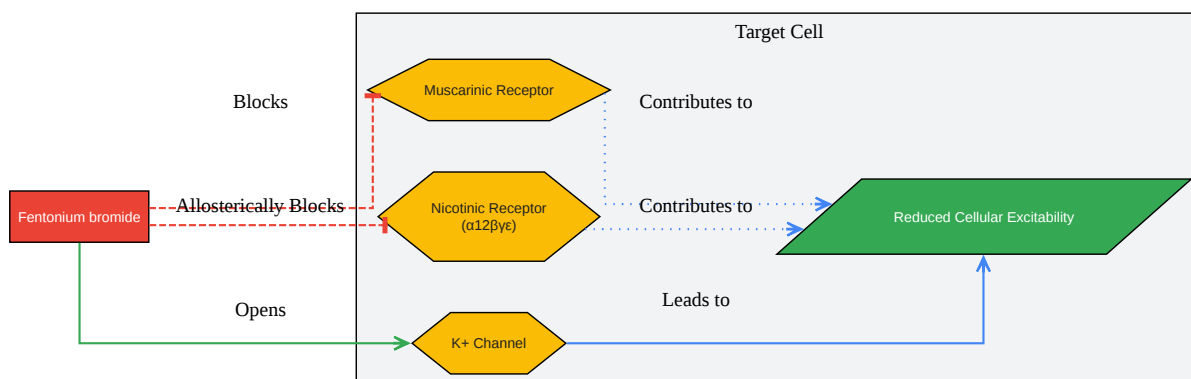 Target Cell
Muscarinic Receptor
Blocks
Contributes to
Allosterically Blocks
Fentonium bromide
Nicotinic Receptor
(α12βγε)
Contributes to
Reduced Cellular Excitability
Opens
Leads to
K+ Channel